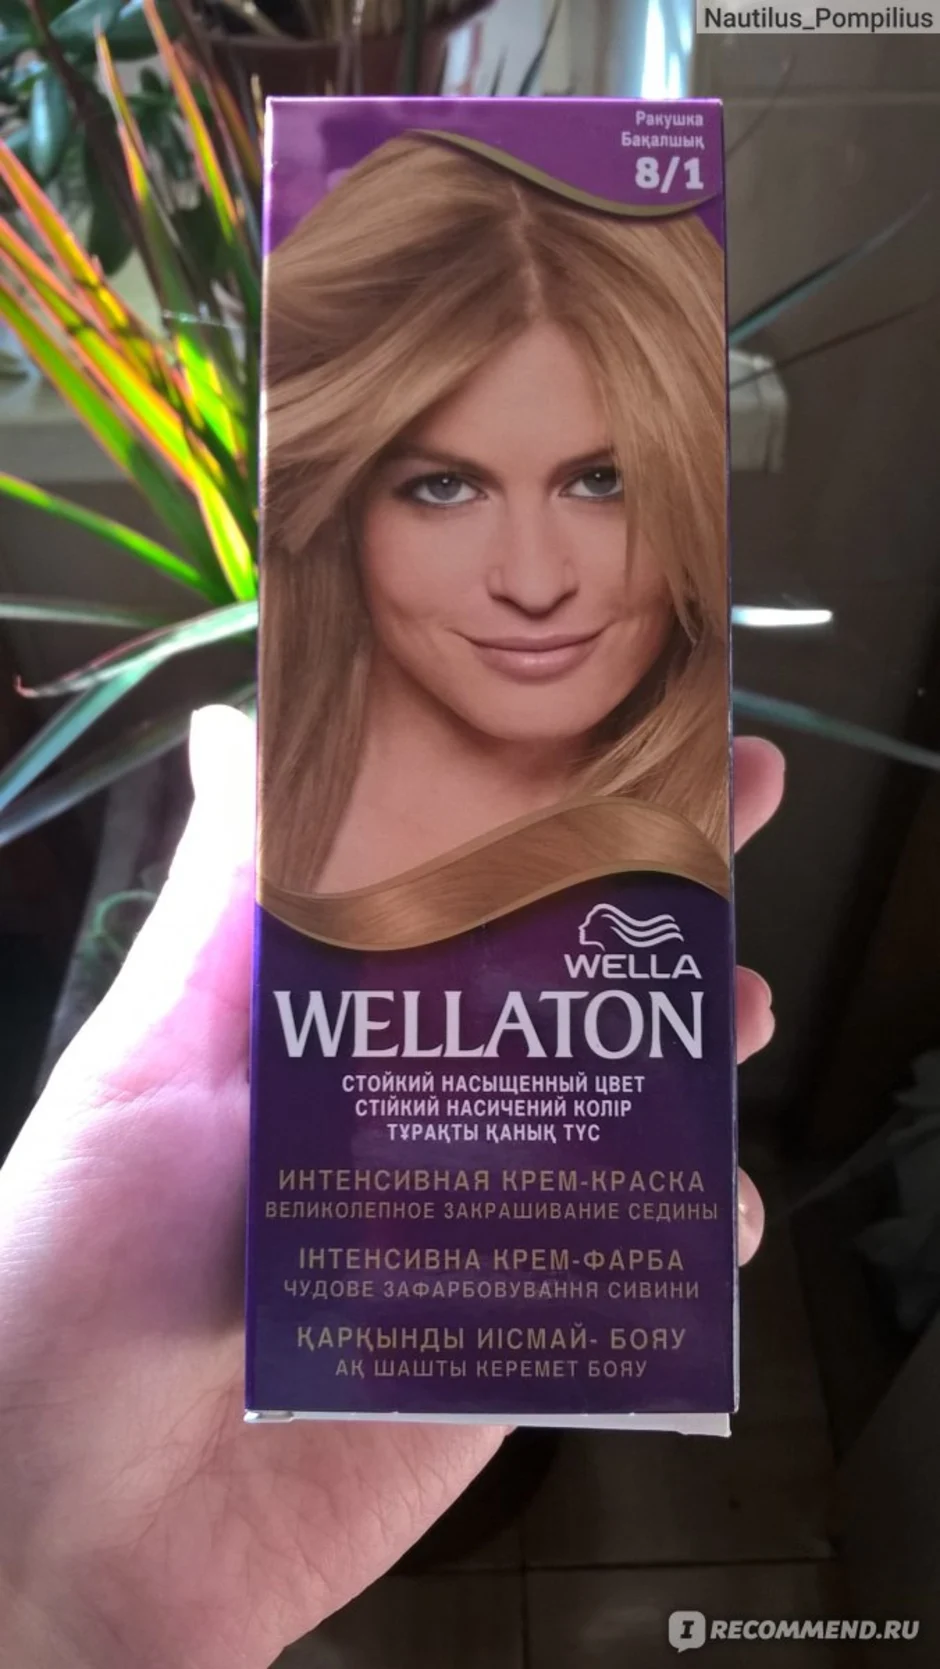 Nautilus_Pompilius
Ракушка
Бақалшық
8/1
WELLA
WELLATON
СТОЙКИЙ НАСЫЩЕННЫЙ ЦВЕТ
СТІЙКИЙ НАСИЧЕНИЙ КОЛІР
ТҰРАҚТЫ ҚАНЫҚ ТҮС
ИНТЕНСИВНАЯ КРЕМ-КРАСКА
ВЕЛИКОЛЕПНОЕ ЗАКРАШИВАНИЕ СЕДИНЫ
ІНТЕНСИВНА КРЕМ-ФАРБА
ЧУДОВЕ ЗАФАРБОВУВАННЯ СИВИНИ
ҚАРҚЫНДЫ ИІСМАЙ- БОЯУ
АҚ ШАШТЫ КЕРЕМЕТ БОЯУ
I RECOMMEND.RU